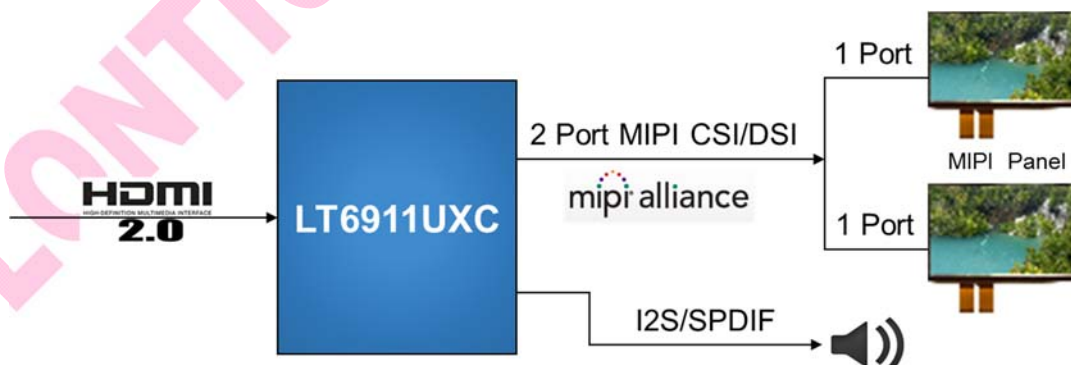 LONTI
HDMI
HIGH-DEFINITION MULTIMEDIA INTERFACE
2.0
LT6911UXC
2 Port MIPI CSI/DSI
mipi alliance
I2S/SPDIF
1 Port
MIPI Panel
1 Port